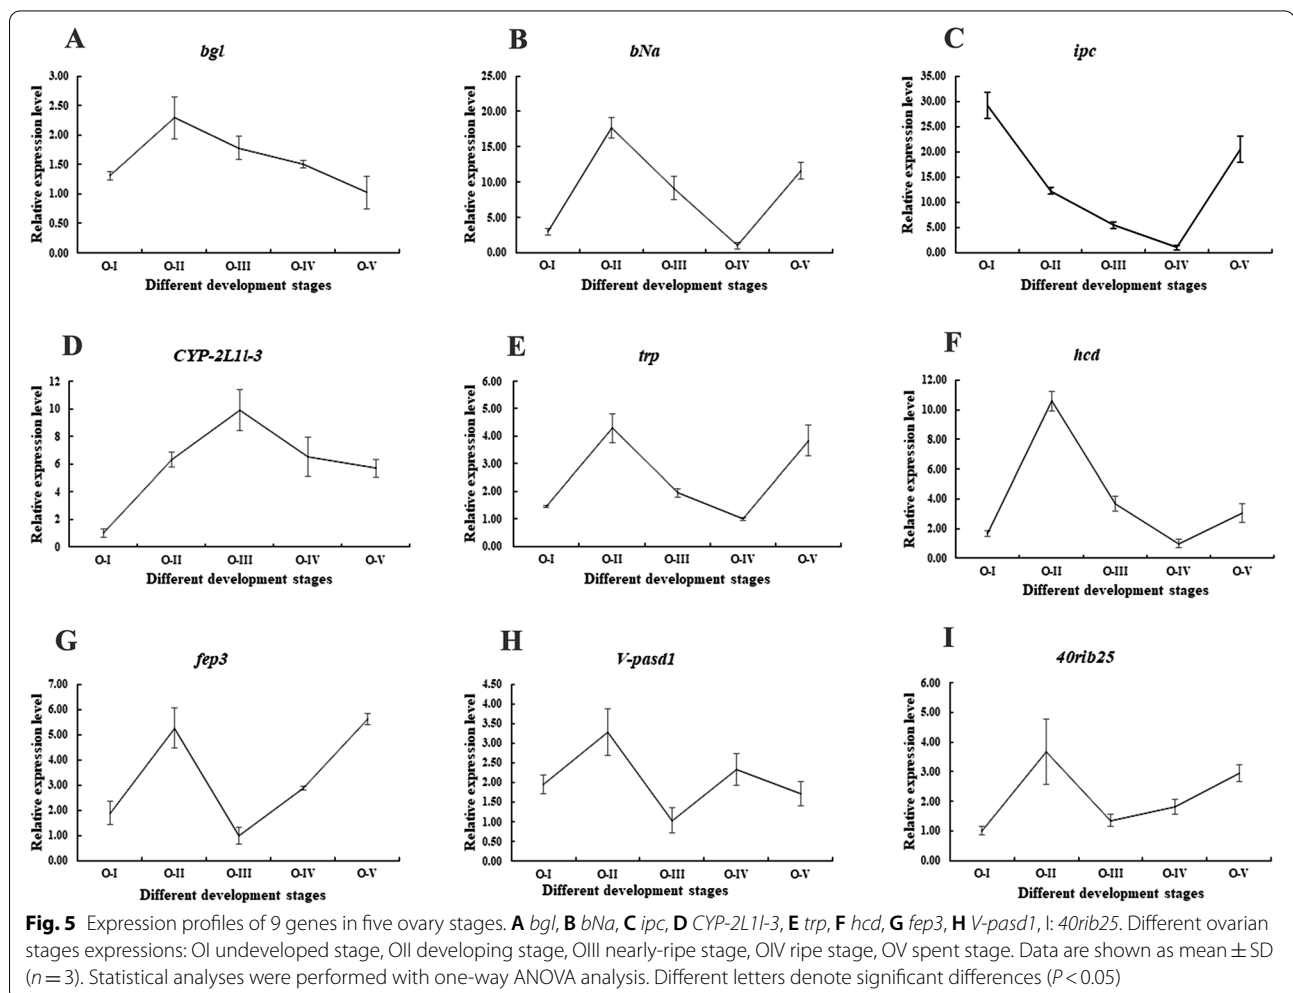 A
bgl
Relative expression level
3.00
2.50
2.00
1.50
1.00
0.50
0.00
O-I O-II O-III O-IV O-V
Different development stages
B
bNa
Relative expression level
25.00
20.00
15.00
10.00
5.00
0.00
O-I O-II O-III O-IV O-V
Different development stages
C
ipc
Relative expression level
35.00
30.00
25.00
20.00
15.00
10.00
5.00
0.00
O-I O-II O-III O-IV O-V
Different development stages
D
CYP-2L1l-3
Relative expression level
12
10
8
6
4
2
0
O-I O-II O-III O-IV O-V
Different development stages
E
trp
Relative expression level
6.00
5.00
4.00
3.00
2.00
1.00
0.00
O-I O-II O-III O-IV O-V
Different development stages
F
hcd
Relative expression level
12.00
10.00
8.00
6.00
4.00
2.00
0.00
O-I O-II O-III O-IV O-V
Different development stages
G
fep3
Relative expression level
7.00
6.00
5.00
4.00
3.00
2.00
1.00
0.00
O-I O-II O-III O-IV O-V
Different development stages
H
V-pasd1
Relative expression level
4.50
4.00
3.50
3.00
2.50
2.00
1.50
1.00
0.50
0.00
O-I O-II O-III O-IV O-V
Different development stages
I
40rib25
Relative expression level
6.00
5.00
4.00
3.00
2.00
1.00
0.00
O-I O-II O-III O-IV O-V
Different development stages
Fig. 5 Expression profiles of 9 genes in five ovary stages. A bgl, B bNa, C ipc, D CYP-2L1l-3, E trp, F hcd, G fep3, H V-pasd1, I: 40rib25. Different ovarian
stages expressions: OI undeveloped stage, OII developing stage, OIII nearly-ripe stage, OIV ripe stage, OV spent stage. Data are shown as mean ± SD
(n = 3). Statistical analyses were performed with one-way ANOVA analysis. Different letters denote significant differences (P < 0.05)